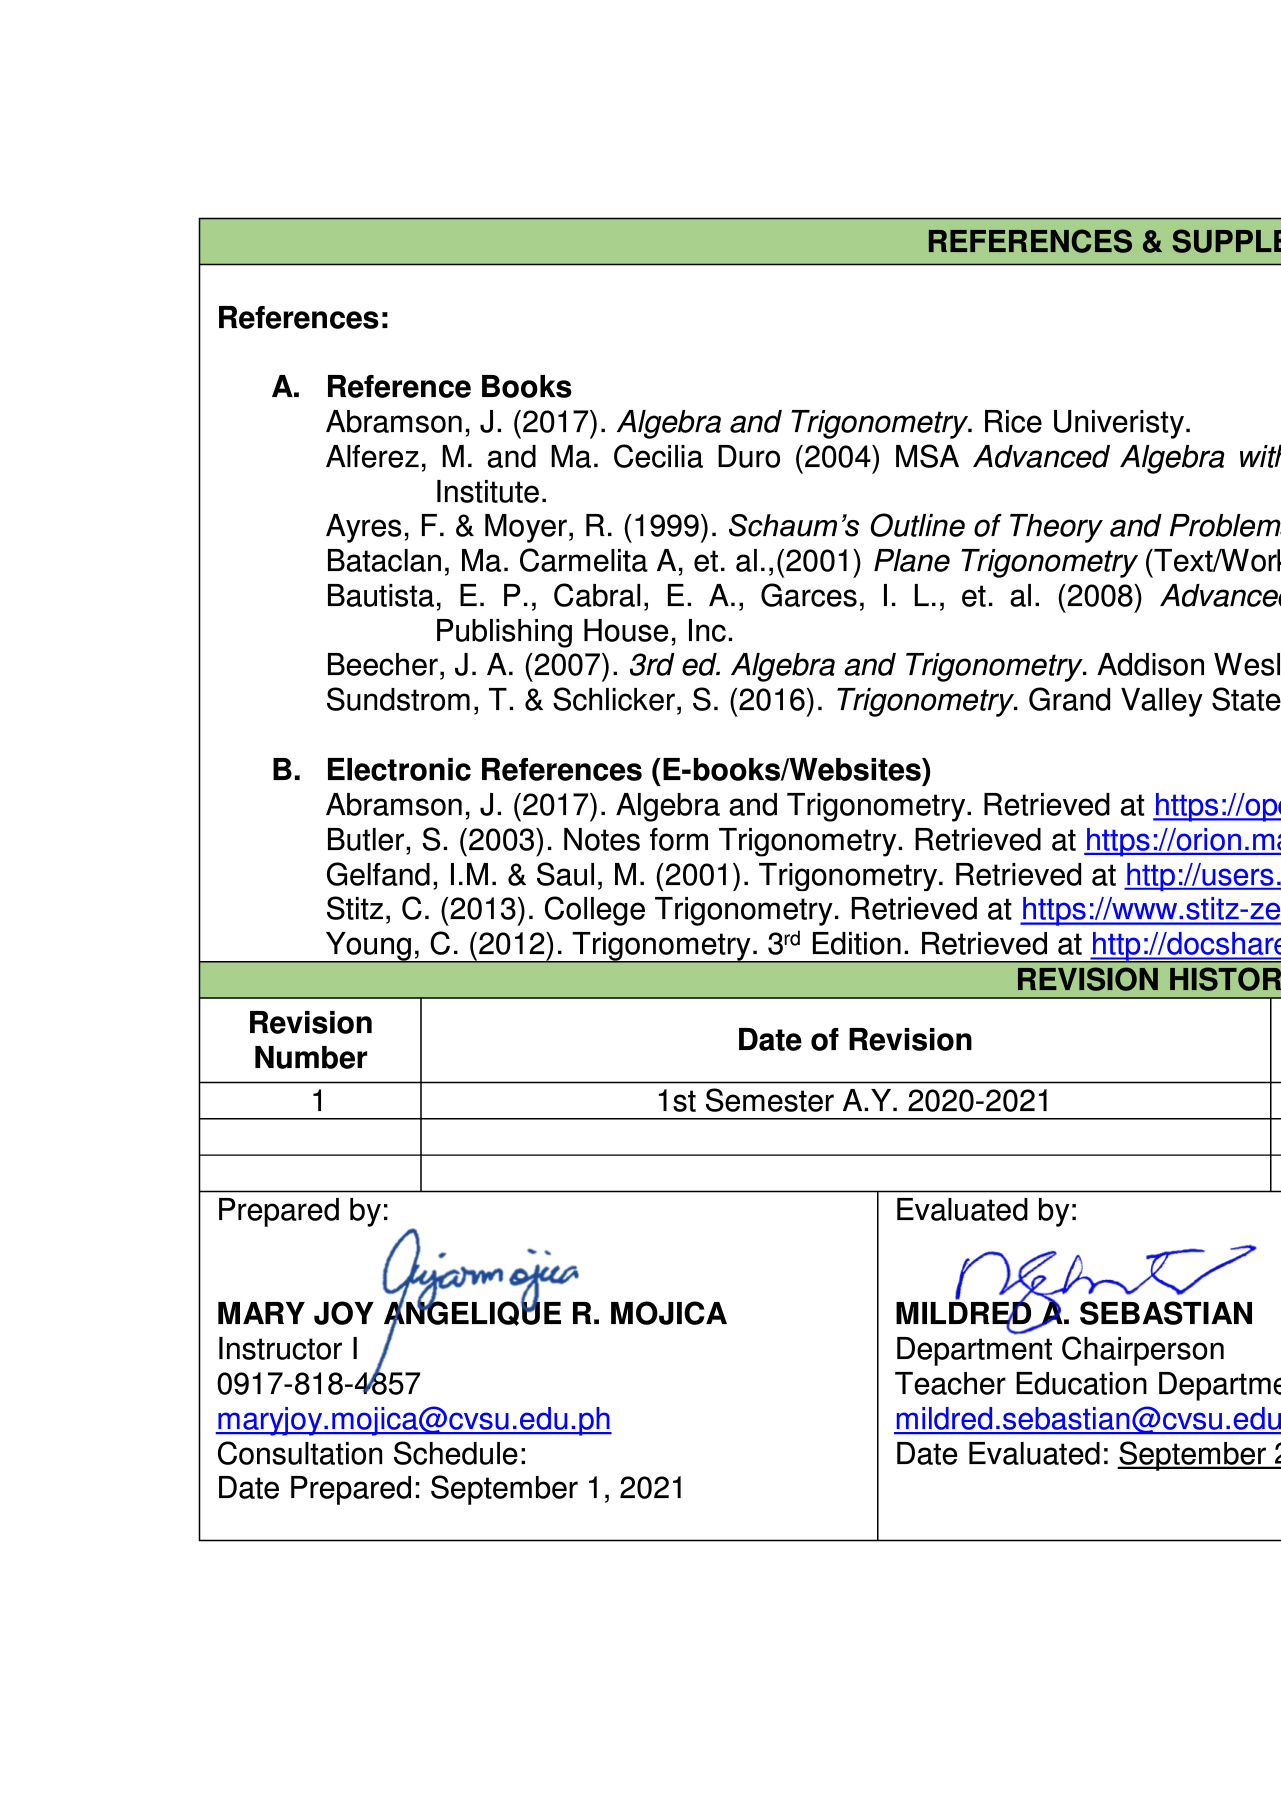 REFERENCES & SUPPLE
References:
A. Reference Books
Abramson, J. (2017). Algebra and Trigonometry. Rice Univeristy.
Alferez, M. and Ma. Cecilia Duro (2004) MSA Advanced Algebra with
Institute.
Ayres, F. & Moyer, R. (1999). Schaum’s Outline of Theory and Problems
Bataclan, Ma. Carmelita A, et. al.,(2001) Plane Trigonometry (Text/Work
Bautista, E. P., Cabral, E. A., Garces, I. L., et. al. (2008) Advanced
Publishing House, Inc.
Beecher, J. A. (2007). 3rd ed. Algebra and Trigonometry. Addison Wesl
Sundstrom, T. & Schlicker, S. (2016). Trigonometry. Grand Valley State
B. Electronic References (E-books/Websites)
Abramson, J. (2017). Algebra and Trigonometry. Retrieved at https://ope
Butler, S. (2003). Notes form Trigonometry. Retrieved at https://orion.ma
Gelfand, I.M. & Saul, M. (2001). Trigonometry. Retrieved at http://users.
Stitz, C. (2013). College Trigonometry. Retrieved at https://www.stitz-ze
Young, C. (2012). Trigonometry. 3rd Edition. Retrieved at http://docshare
REVISION HISTOR
Revision Number
Date of Revision
1
1st Semester A.Y. 2020-2021
Prepared by:
MARY JOY ANGELIQUE R. MOJICA
Instructor I
0917-818-4857
maryjoy.mojica@cvsu.edu.ph
Consultation Schedule:
Date Prepared: September 1, 2021
Evaluated by:
MILDRED A. SEBASTIAN
Department Chairperson
Teacher Education Departme
mildred.sebastian@cvsu.edu
Date Evaluated: September 2